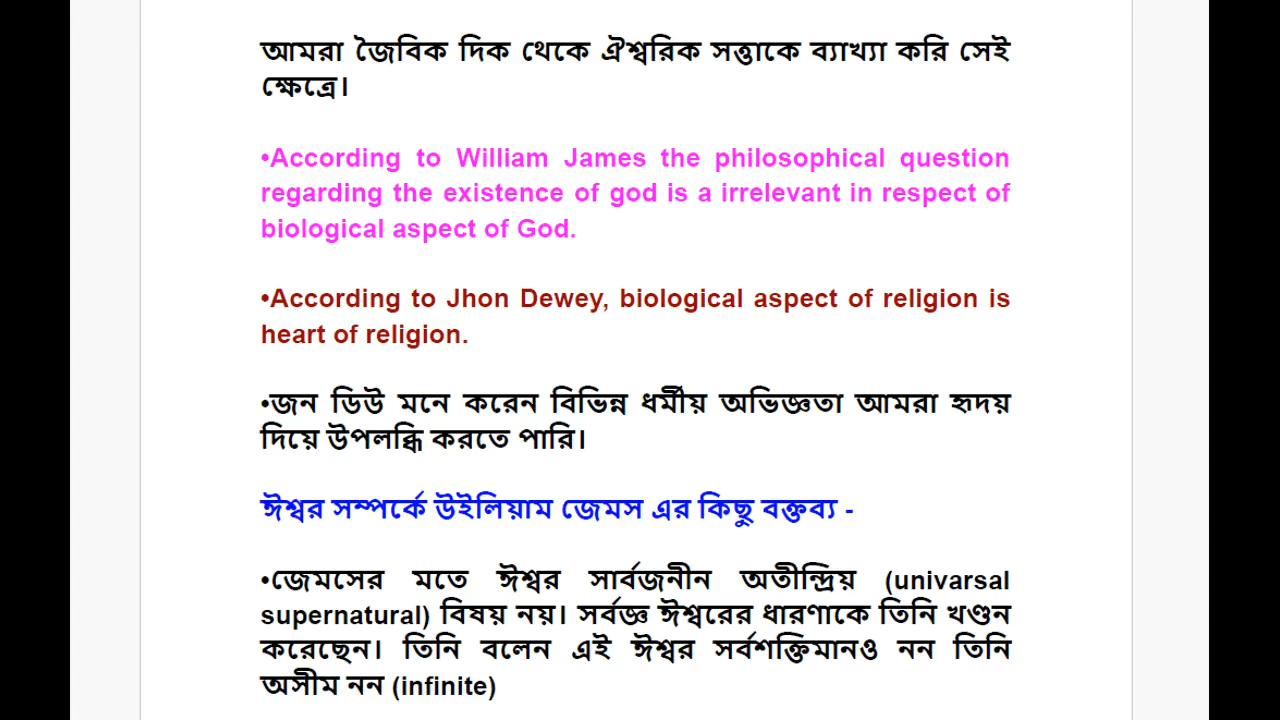 আমরা জৈবিক দিক থেকে ঐশ্বরিক সত্তাকে ব্যাখ্যা করি সেই
ক্ষেত্রে।
•According to William James the philosophical question
regarding the existence of god is a irrelevant in respect of
biological aspect of God.
•According to Jhon Dewey, biological aspect of religion is
heart of religion.
•জন ডিউ মনে করেন বিভিন্ন ধর্মীয় অভিজ্ঞতা আমরা হৃদয়
দিয়ে উপলব্ধি করতে পারি।
ঈশ্বর সম্পর্কে উইলিয়াম জেমস এর কিছু বক্তব্য -
•জেমসের মতে ঈশ্বর সার্বজনীন অতীন্দ্রিয় (univarsal
supernatural) বিষয় নয়। সর্বজ্ঞ ঈশ্বরের ধারণাকে তিনি খণ্ডন
করেছেন। তিনি বলেন এই ঈশ্বর সর্বশক্তিমানও নন তিনি
অসীম নন (infinite)